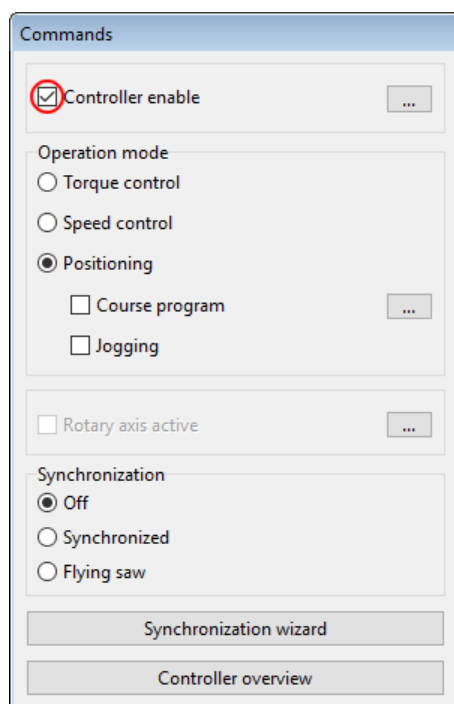 Commands
Controller enable
...
Operation mode
Torque control
Speed control
Positioning
Course program
...
Jogging
Rotary axis active
...
Synchronization
Off
Synchronized
Flying saw
Synchronization wizard
Controller overview